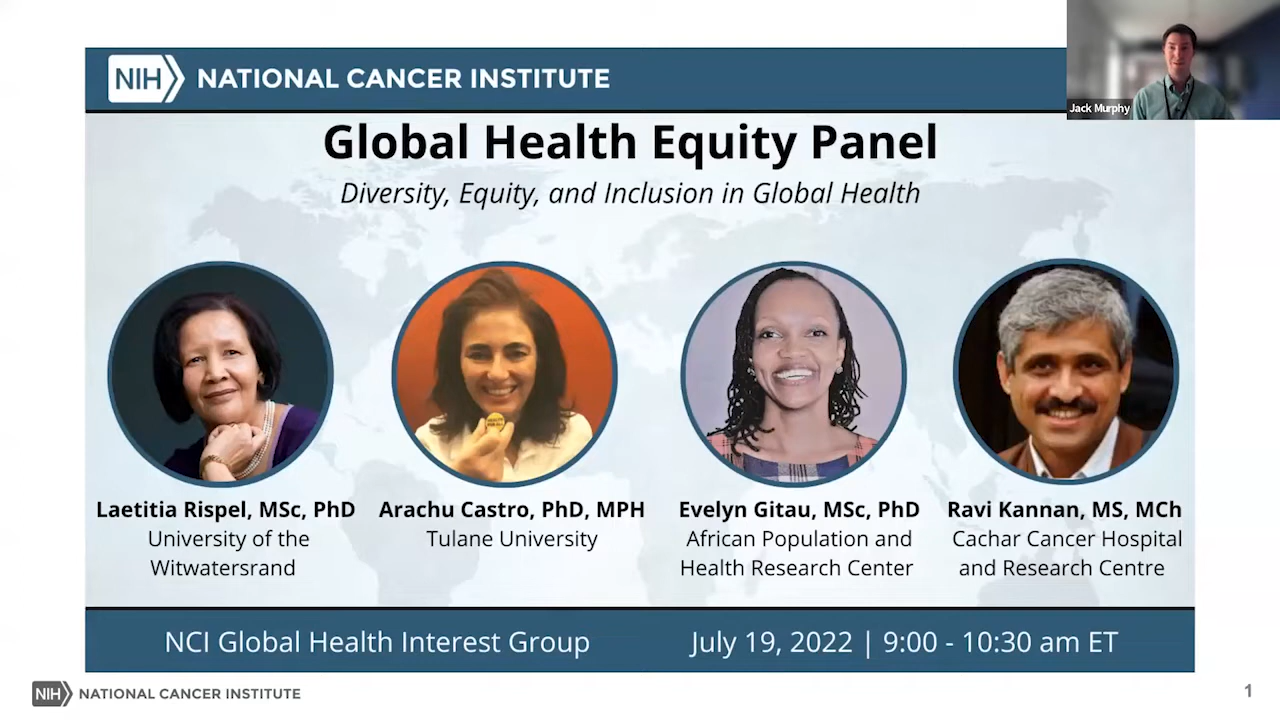 NIH NATIONAL CANCER INSTITUTE
Jack Murphy
Global Health Equity Panel
Diversity, Equity, and Inclusion in Global Health
Laetitia Rispel, MSc, PhD
University of the
Witwatersrand
Arachu Castro, PhD, MPH
Tulane University
Evelyn Gitau, MSc, PhD
African Population and
Health Research Center
Ravi Kannan, MS, MCh
Cachar Cancer Hospital
and Research Centre
NCI Global Health Interest Group
July 19, 2022 | 9:00 - 10:30 am ET
NIH NATIONAL CANCER INSTITUTE
1